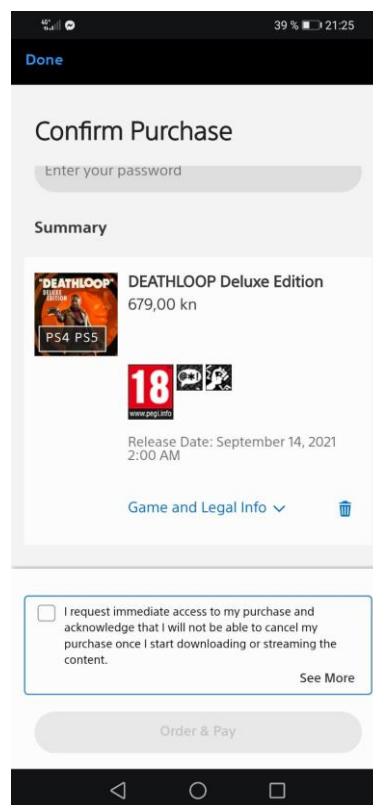 39 % 21:25
Done
Confirm Purchase
Enter your password
Summary
"DEATHLOOP"
DELUXE
EDITION
PS4 PS5
DEATHLOOP Deluxe Edition
679,00 kn
18
www.pegi.info
Release Date: September 14, 2021
2:00 AM
Game and Legal Info
I request immediate access to my purchase and
acknowledge that I will not be able to cancel my
purchase once I start downloading or streaming the
content.
See More
Order & Pay